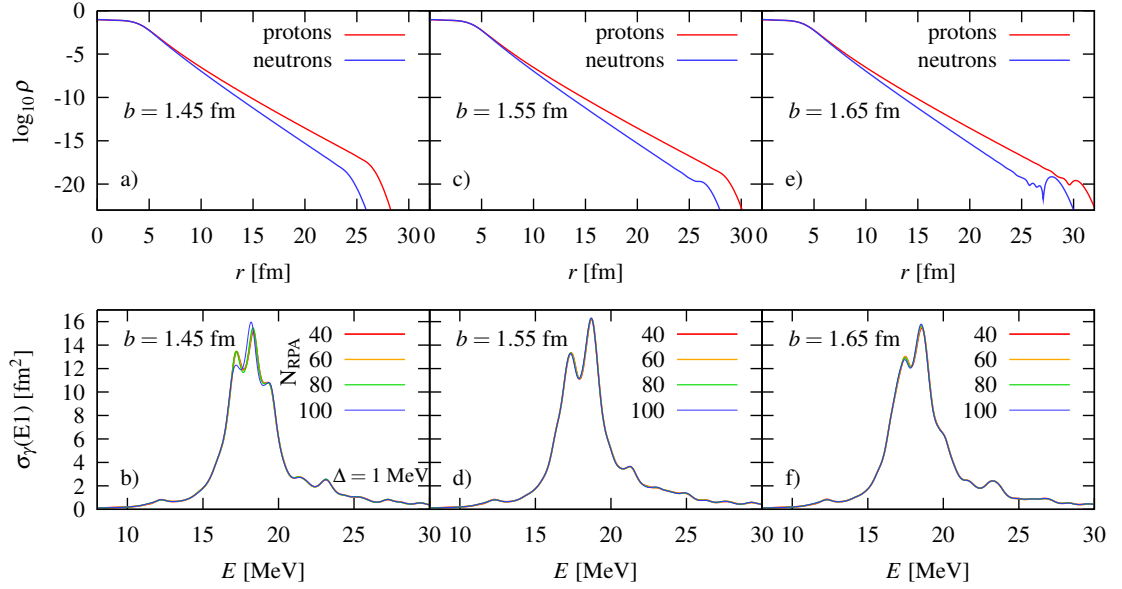 0
-5
-10
-15
-20
log₁₀ρ
protons
neutrons
b = 1.45 fm
a)
0 5 10 15 20 25 30
r [fm]
protons
neutrons
b = 1.55 fm
c)
0 5 10 15 20 25 30
r [fm]
protons
neutrons
b = 1.65 fm
e)
0 5 10 15 20 25 30
r [fm]
16
14
12
10
8
6
4
2
0
σγ(E1) [fm²]
b = 1.45 fm
N_RPA
40
60
80
100
Δ = 1 MeV
b)
10 15 20 25 30
E [MeV]
b = 1.55 fm
40
60
80
100
d)
10 15 20 25 30
E [MeV]
b = 1.65 fm
40
60
80
100
f)
10 15 20 25 30
E [MeV]